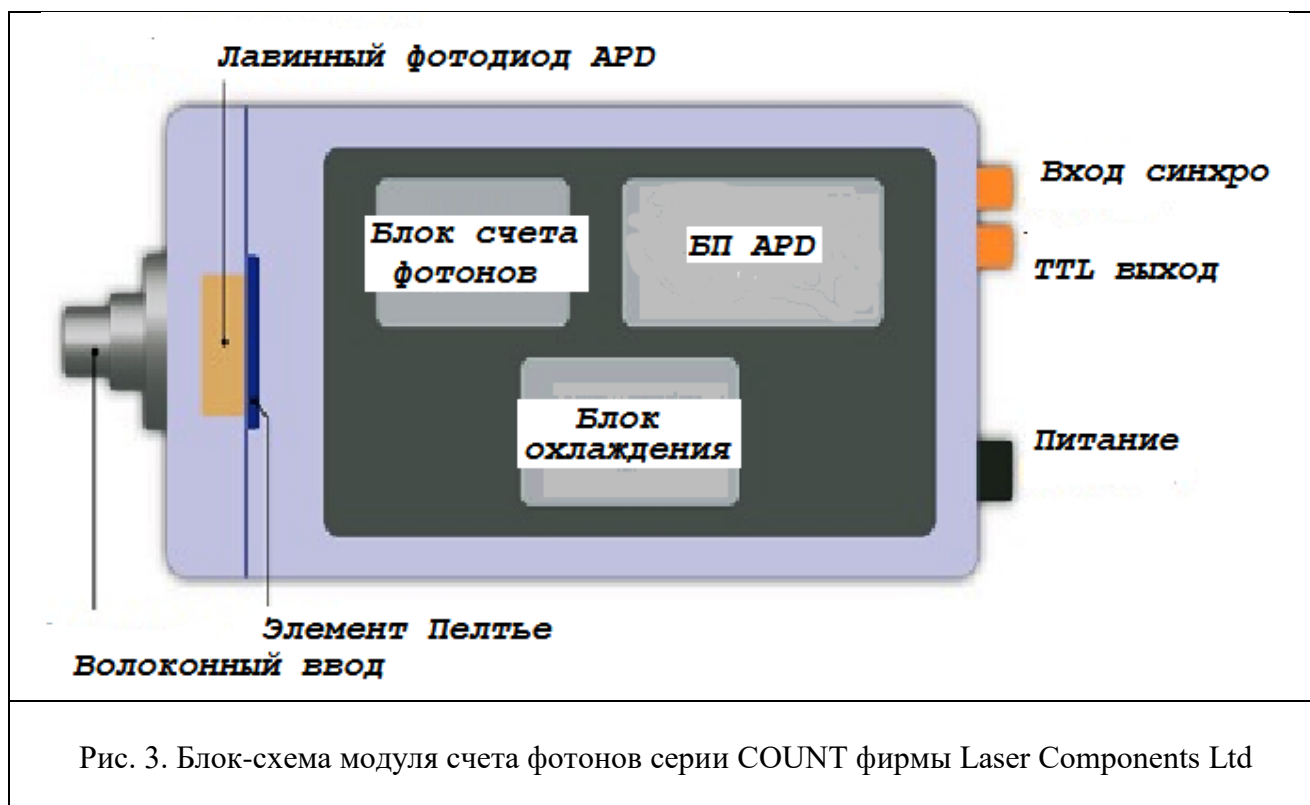 Лавинный фотодиод APD
Вход синхро
Блок счета
фотонов
БП APD
TTL выход
Блок
охлаждения
Питание
Элемент Пелтье
Волоконный ввод
Рис. 3. Блок-схема модуля счета фотонов серии COUNT фирмы Laser Components Ltd